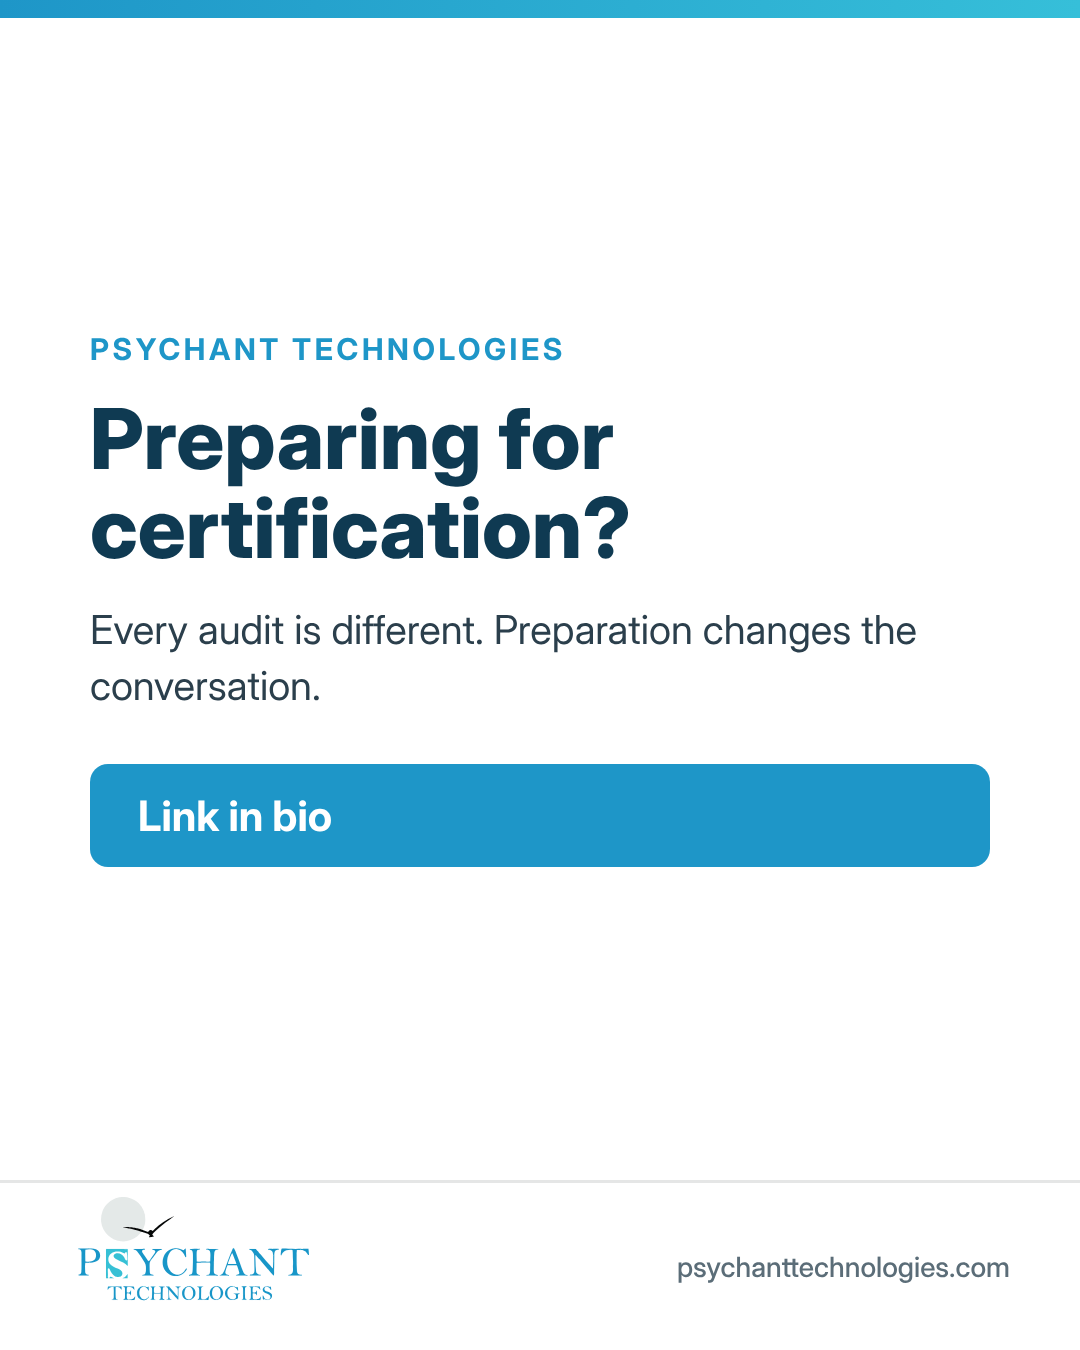 PSYCHANT TECHNOLOGIES
Preparing for
certification?
Every audit is different. Preparation changes the
conversation.
Link in bio
PSYCHANT
TECHNOLOGIES
psychanttechnologies.com